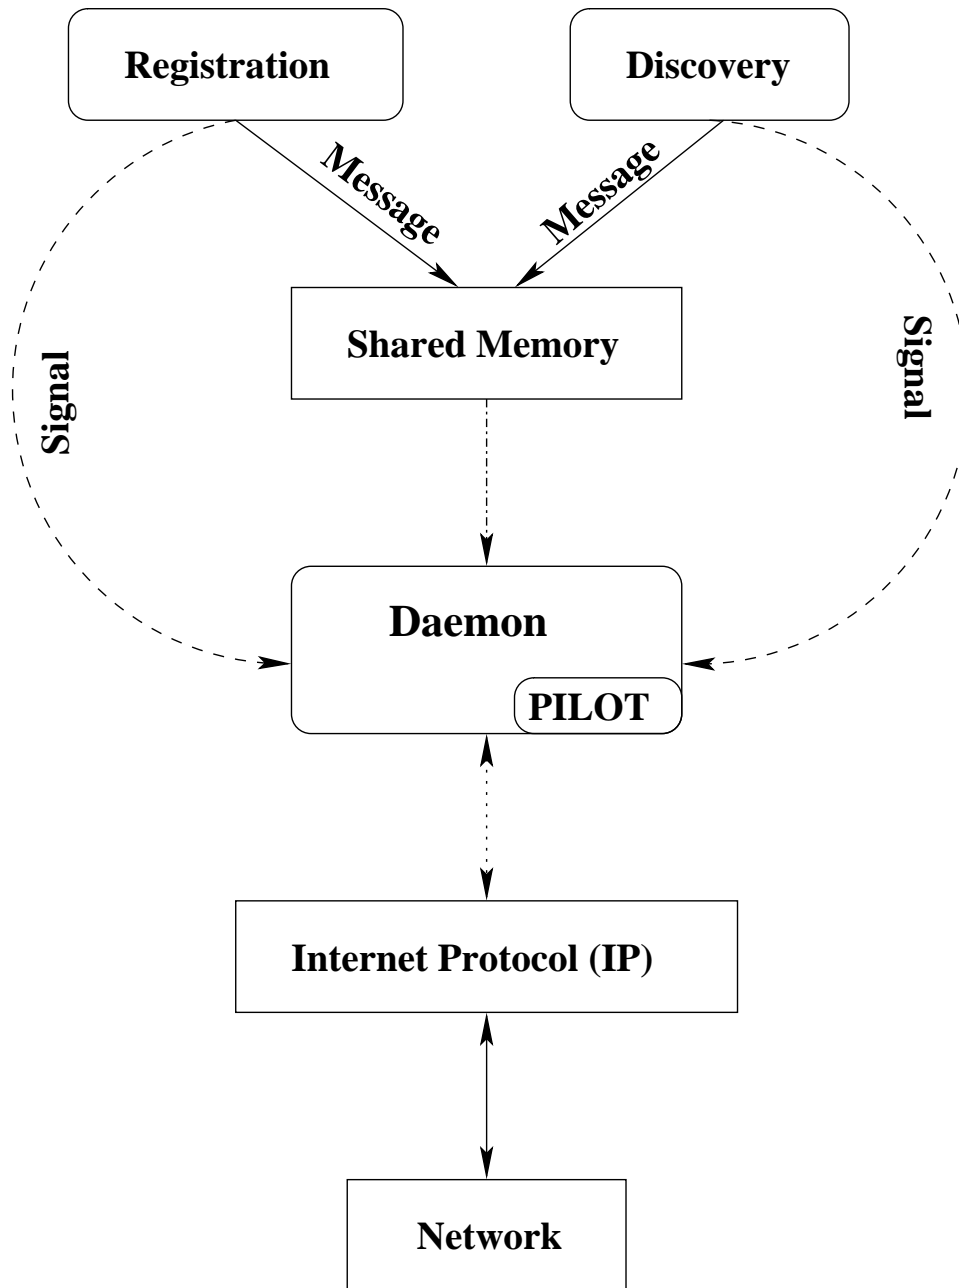 Registration
Discovery
Message
Message
Shared Memory
Signal
Signal
Daemon
PILOT
Internet Protocol (IP)
Network